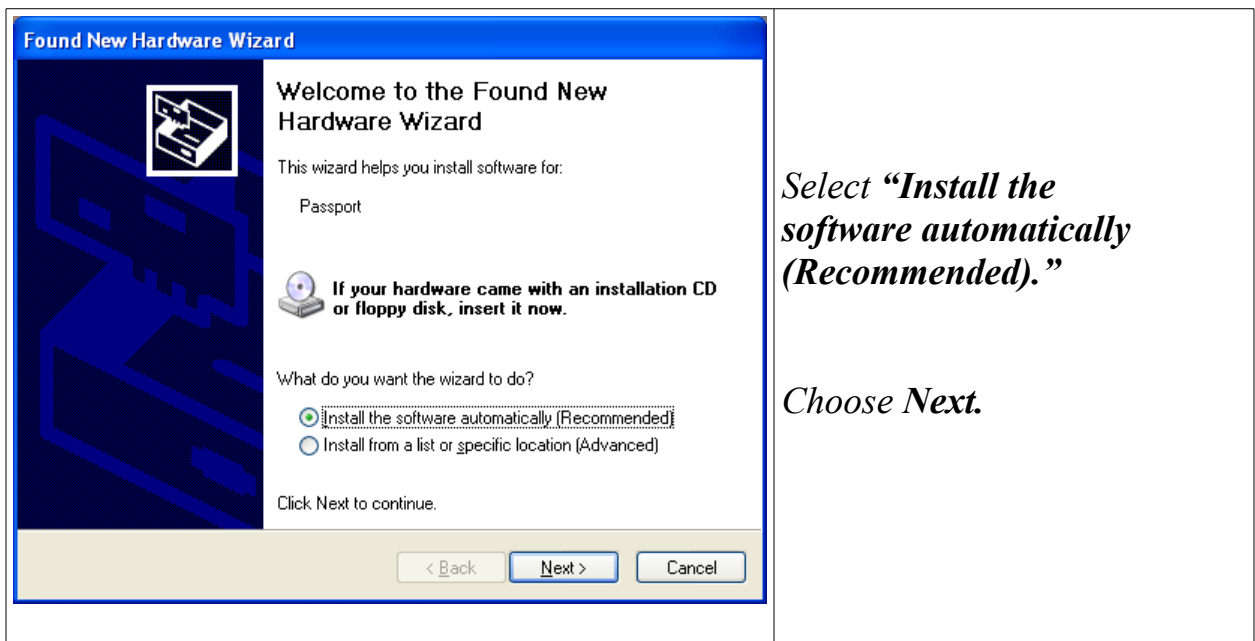 Found New Hardware Wizard
Welcome to the Found New
Hardware Wizard
This wizard helps you install software for:
Passport
If your hardware came with an installation CD
or floppy disk, insert it now.
What do you want the wizard to do?
Install the software automatically (Recommended)
Install from a list or specific location (Advanced)
Click Next to continue.
< Back Next > Cancel
Select “Install the
software automatically
(Recommended).”
Choose Next.